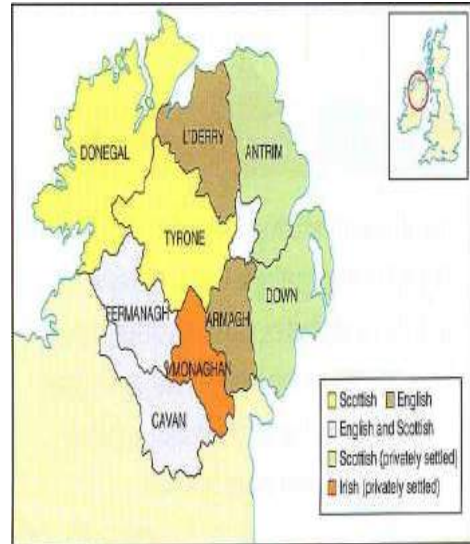 DONEGAL
L'DERRY
ANTRIM
TYRONE
DOWN
FERMANAGH
ARMAGH
MONAGHAN
CAVAN
Scottish English
English and Scottish
Scottish (privately settled)
Irish (privately settled)